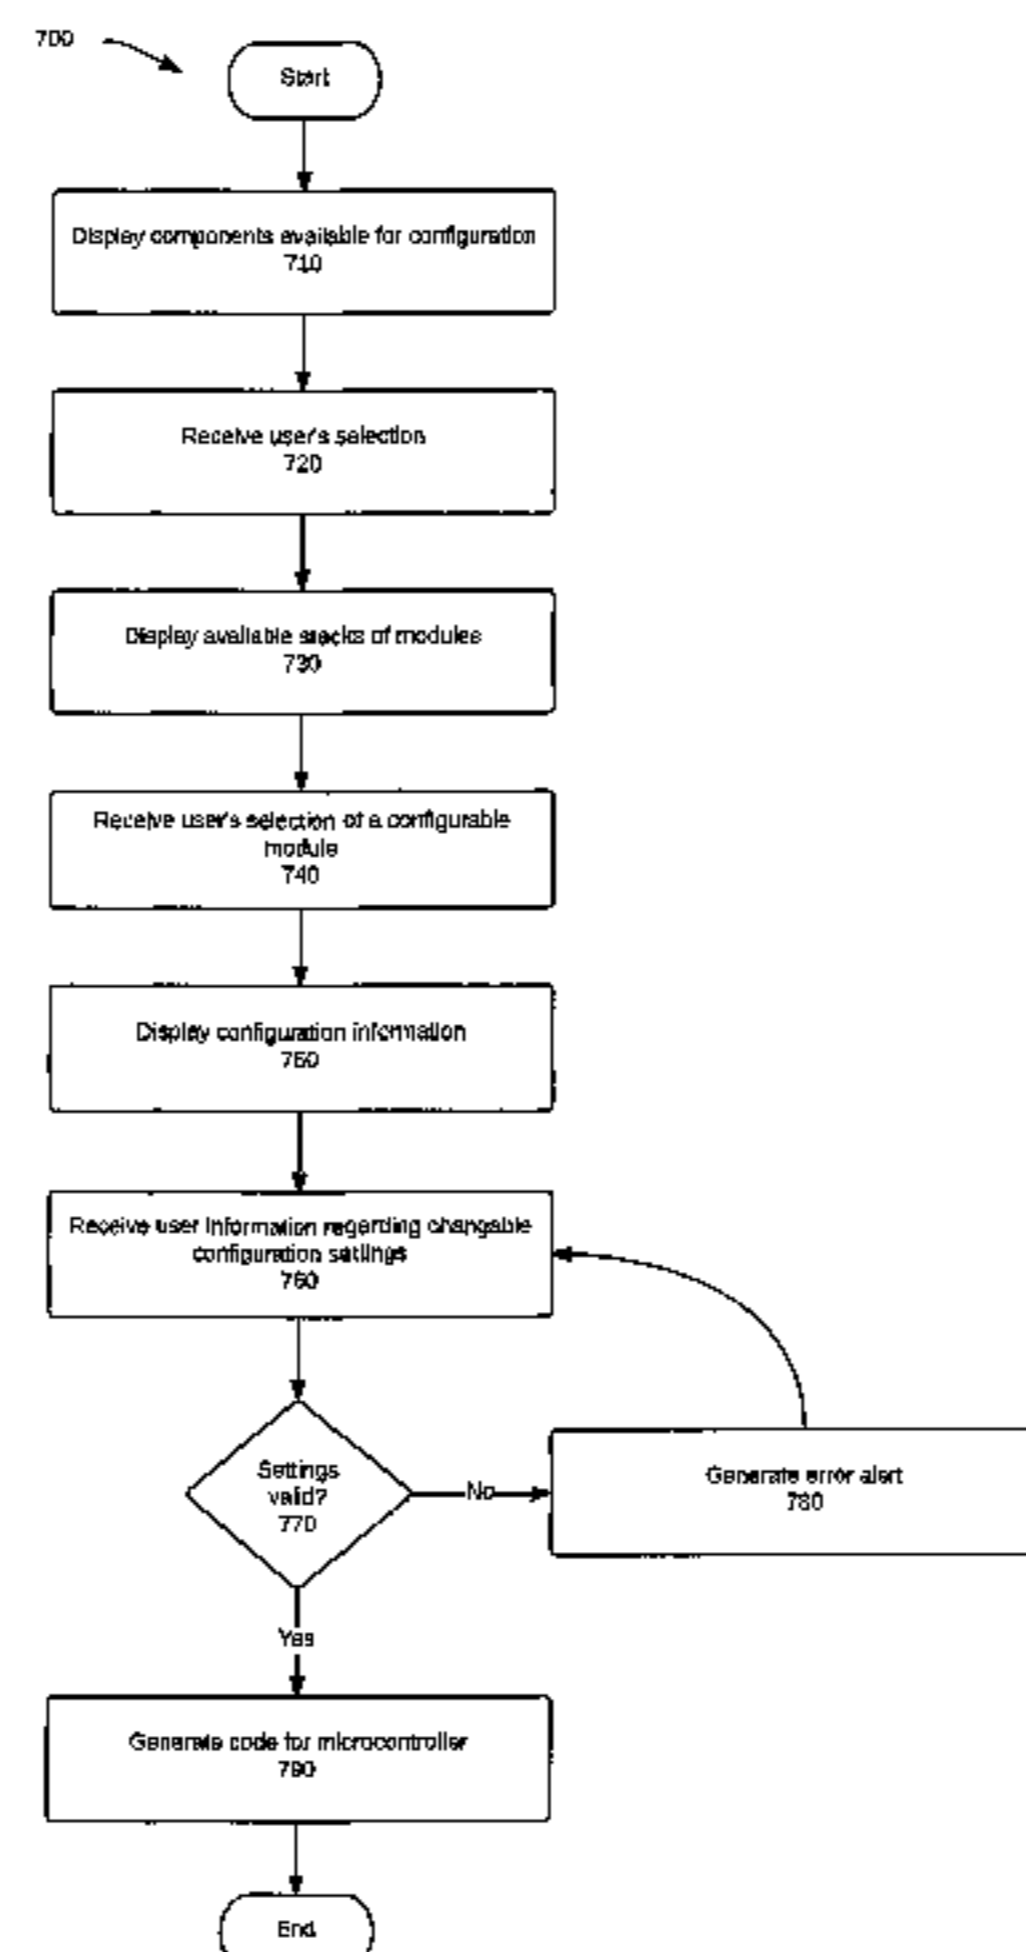 700
Start
Display components available for configuration
710
Receive user's selection
720
Display available stacks of modules
730
Receive user's selection of a configurable
module
740
Display configuration information
750
Receive user information regarding changable
configuration settings
760
Settings
valid?
770
No
Generate error alert
780
Yes
Generate code for microcontroller
790
End